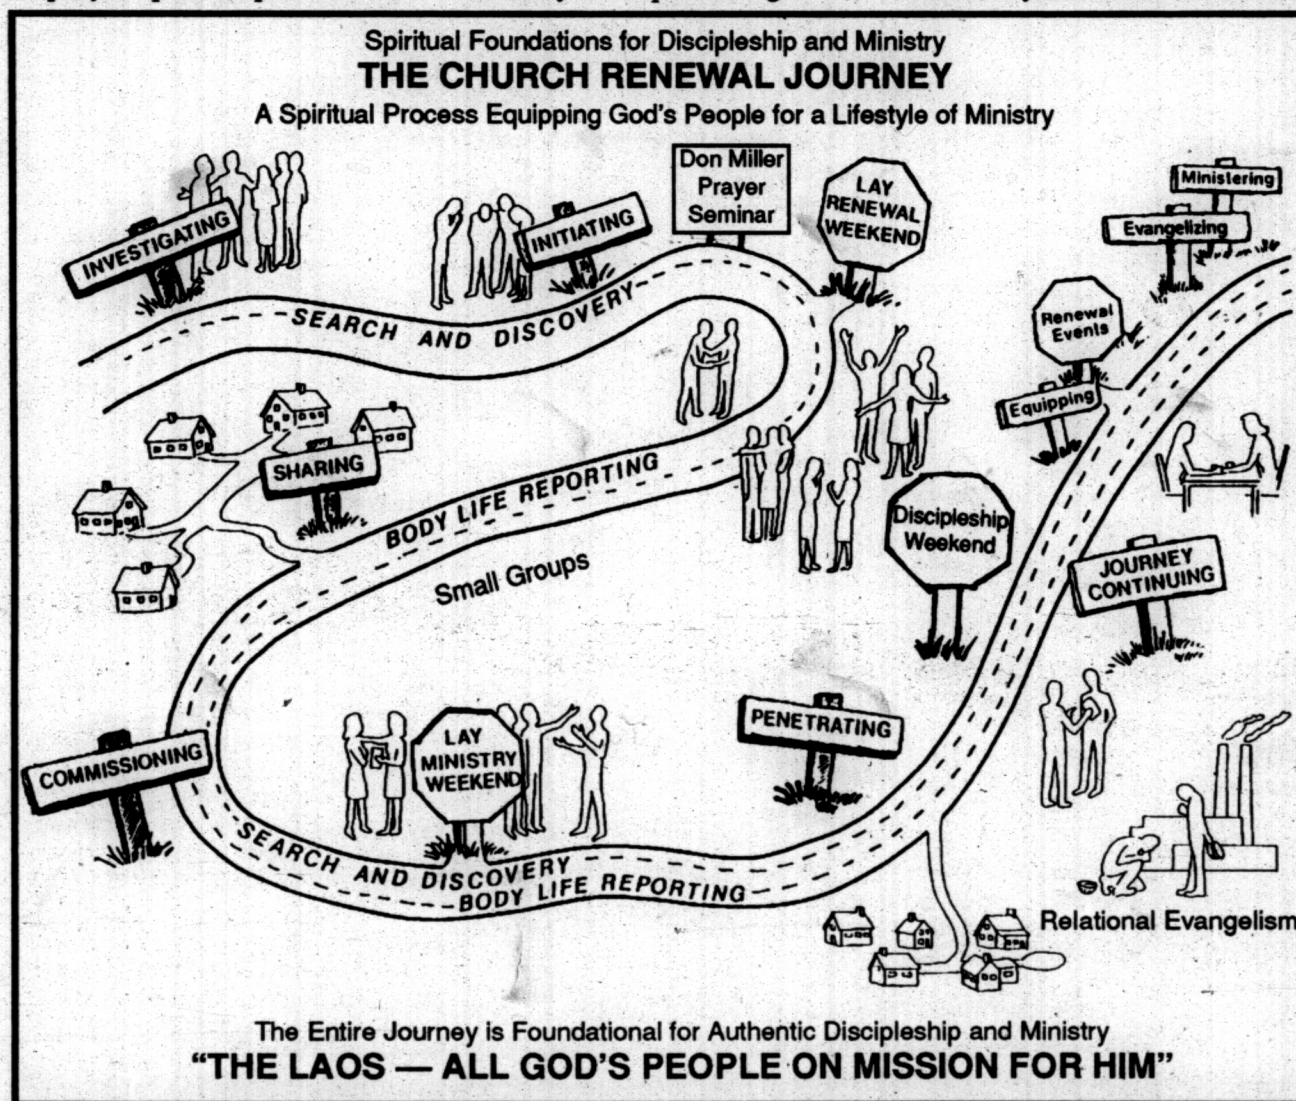 Spiritual Foundations for Discipleship and Ministry
THE CHURCH RENEWAL JOURNEY
A Spiritual Process Equipping God's People for a Lifestyle of Ministry
INVESTIGATING
INITIATING
Don Miller
Prayer
Seminar
LAY
RENEWAL
WEEKEND
Ministering
Evangelizing
SEARCH AND DISCOVERY
Renewal
Events
Equipping
SHARING
BODY LIFE REPORTING
Small Groups
Discipleship
Weekend
JOURNEY
CONTINUING
COMMISSIONING
LAY
MINISTRY
WEEKEND
PENETRATING
SEARCH AND DISCOVERY
BODY LIFE REPORTING
Relational Evangelism
The Entire Journey is Foundational for Authentic Discipleship and Ministry
“THE LAOS — ALL GOD'S PEOPLE ON MISSION FOR HIM”